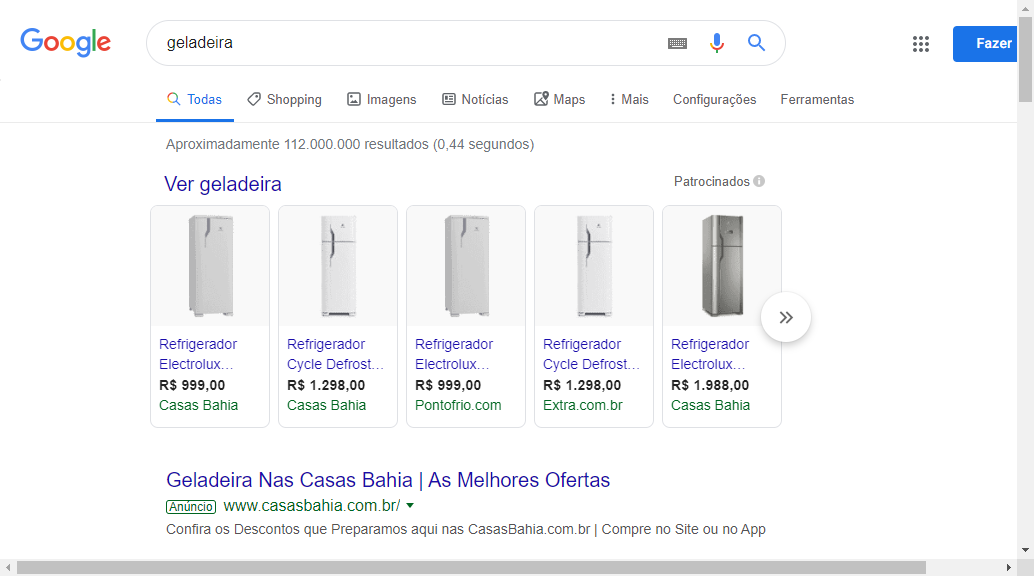 Google
geladeira
Fazer
Todas Shopping Imagens Notícias Maps Mais Configurações Ferramentas
Aproximadamente 112.000.000 resultados (0,44 segundos)
Ver geladeira
Patrocinados
Refrigerador
Electrolux…
R$ 999,00
Casas Bahia
Refrigerador
Cycle Defrost…
R$ 1.298,00
Casas Bahia
Refrigerador
Electrolux…
R$ 999,00
Pontofrio.com
Refrigerador
Cycle Defrost…
R$ 1.298,00
Extra.com.br
Refrigerador
Electrolux…
R$ 1.988,00
Casas Bahia
Geladeira Nas Casas Bahia | As Melhores Ofertas
Anúncio www.casasbahia.com.br/
Confira os Descontos que Preparamos aqui nas CasasBahia.com.br | Compre no Site ou no App